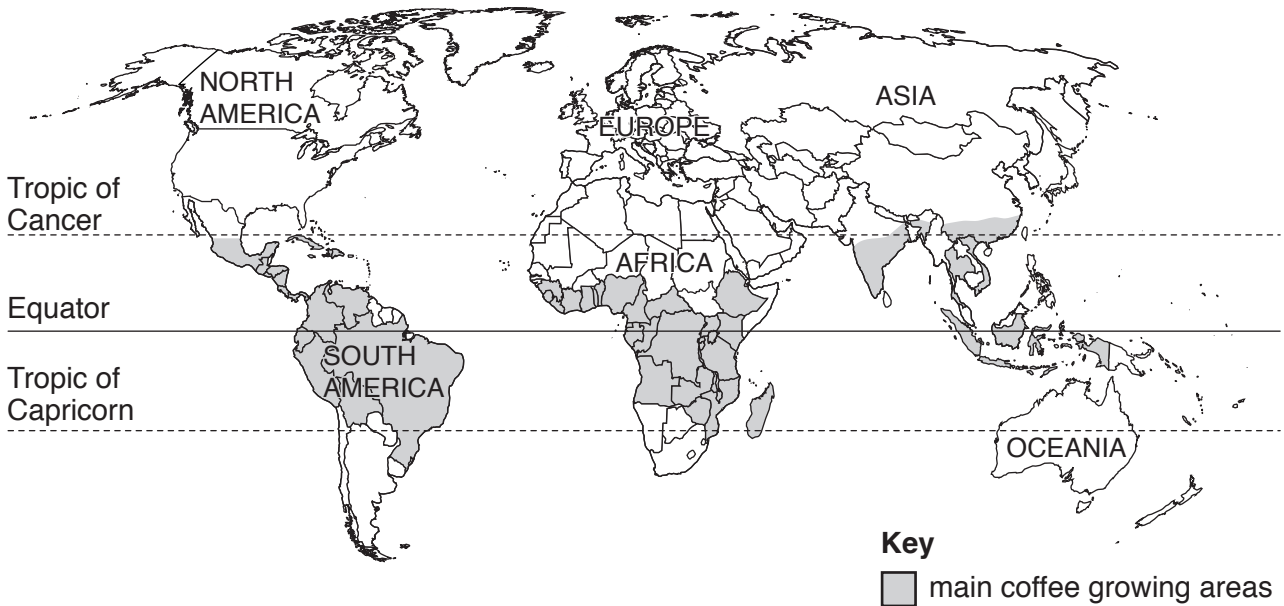 NORTH
AMERICA
ASIA
EUROPE
Tropic of
Cancer
AFRICA
Equator
SOUTH
AMERICA
Tropic of
Capricorn
OCEANIA
Key
main coffee growing areas